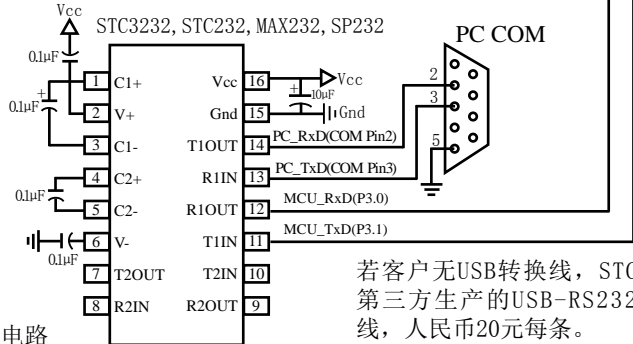 Vcc
STC3232,STC232,MAX232,SP232
PC COM
0.1μF
1 C1+ Vcc 16 Vcc
+ + 10μF
0.1μF
2 V+ Gnd 15 Gnd
3 C1- T1OUT 14 PC_RxD(COM Pin2)
4 C2+ R1IN 13 PC_TxD(COM Pin3)
0.1μF
5 C2- R1OUT 12 MCU_RxD(P3.0)
6 V- T1IN 11 MCU_TxD(P3.1)
0.1μF
7 T2OUT T2IN 10
8 R2IN R2OUT 9
2
3
5
若客户无USB转换线，STC
第三方生产的USB-RS232
线，人民币20元每条。
电路